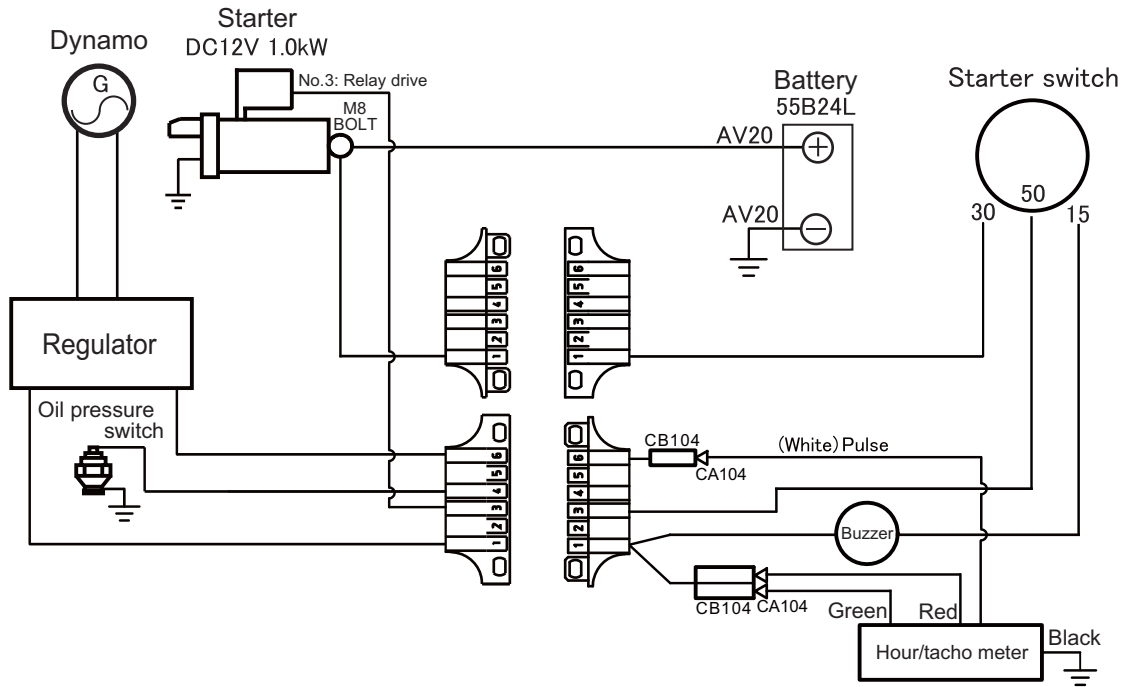 Dynamo
G
Starter
DC12V 1.0kW
No.3: Relay drive
M8
BOLT
Battery
55B24L
AV20
+
AV20
−
Starter switch
30
50
15
6
5
4
3
2
1
6
5
4
3
2
1
Regulator
Oil pressure
switch
6
5
4
3
2
1
6
5
4
3
2
1
CB104
CA104
(White) Pulse
Buzzer
CB104
CA104
Green
Red
Hour/tacho meter
Black